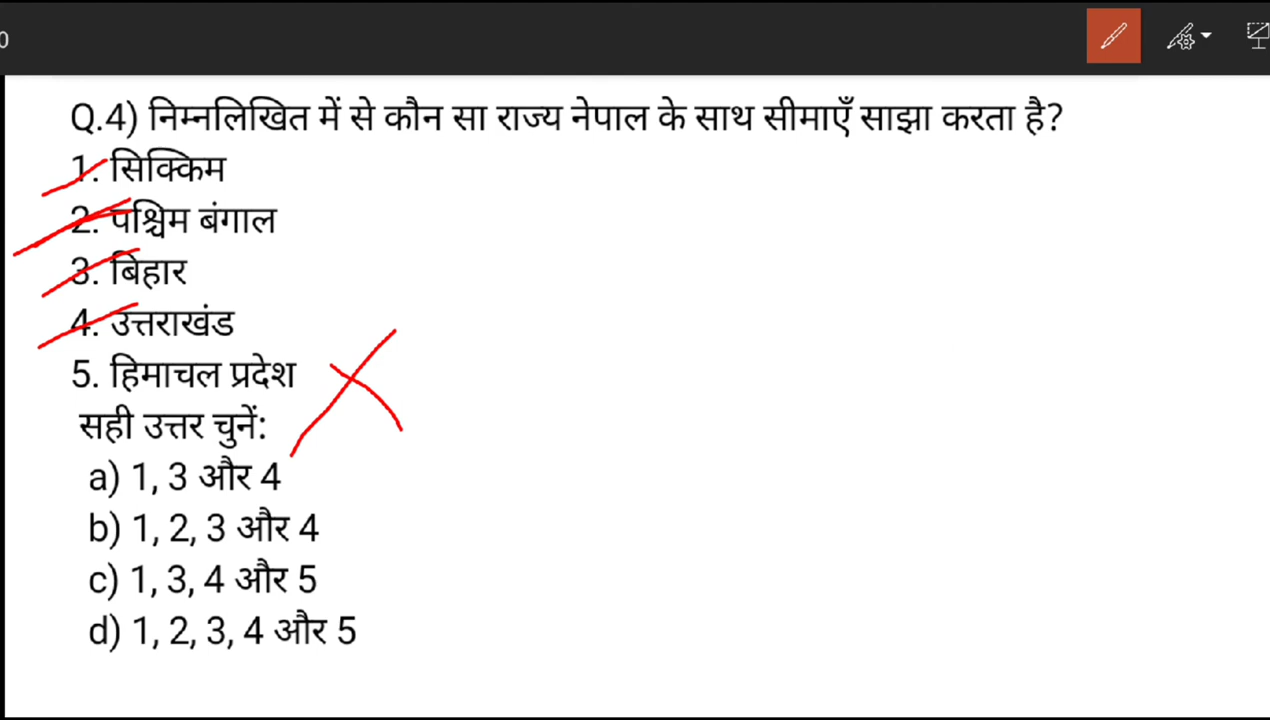 0
Q.4) निम्नलिखित में से कौन सा राज्य नेपाल के साथ सीमाएँ साझा करता है?
1. सिक्किम
2. पश्चिम बंगाल
3. बिहार
4. उत्तराखंड
5. हिमाचल प्रदेश
सही उत्तर चुनें:
a) 1, 3 और 4
b) 1, 2, 3 और 4
c) 1, 3, 4 और 5
d) 1, 2, 3, 4 और 5